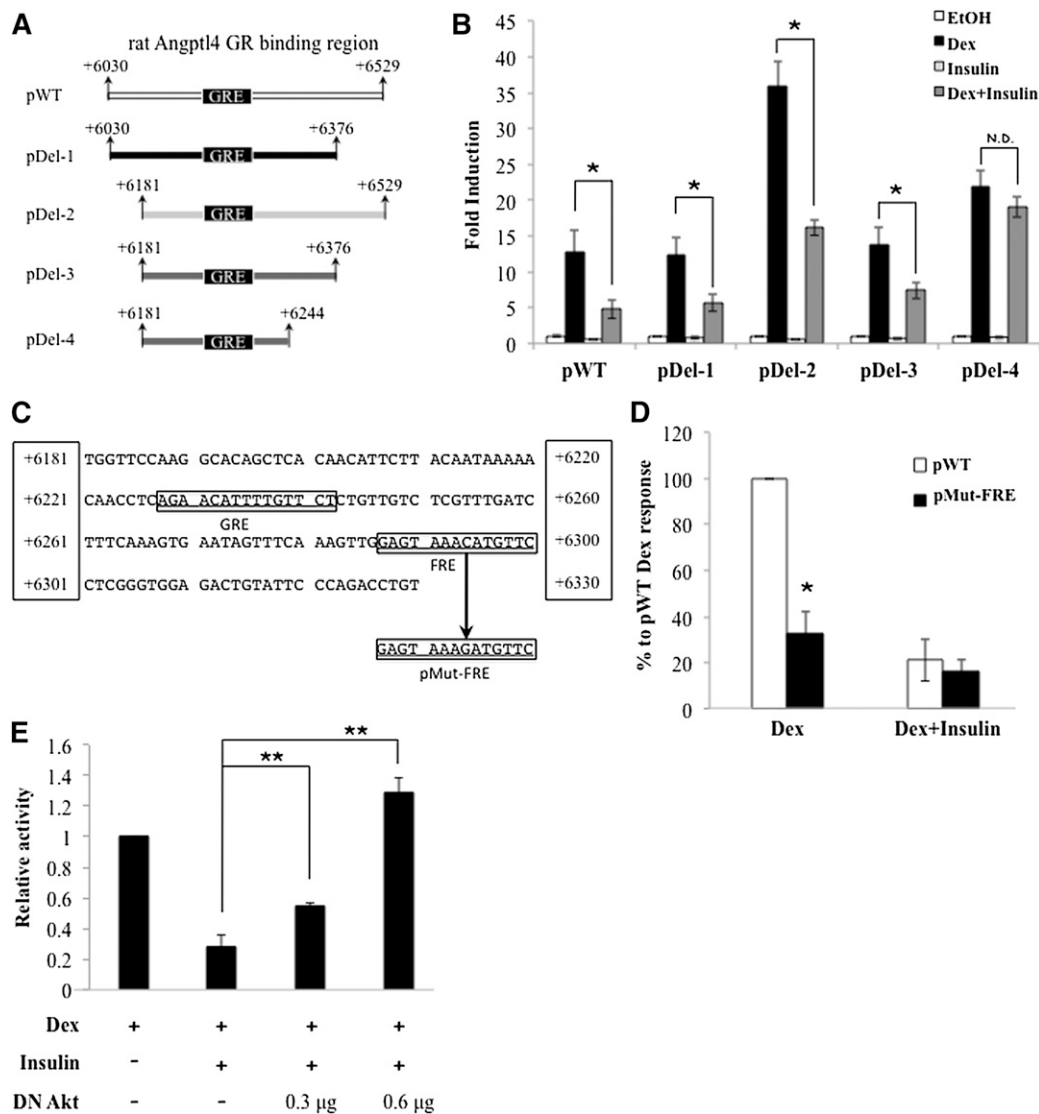 A
rat Angptl4 GR binding region
+6030 +6529
pWT GRE
+6030 +6376
pDel-1 GRE
+6181 +6529
pDel-2 GRE
+6181 +6376
pDel-3 GRE
+6181 +6244
pDel-4 GRE
B
Fold Induction
45
40
35
30
25
20
15
10
5
0
EtOH
Dex
Insulin
Dex+Insulin
* * * * N.D.
pWT pDel-1 pDel-2 pDel-3 pDel-4
C
+6181 TGGTTCCAAG GCACAGCTCA CAACATTCTT ACAATAAAAA +6220
+6221 CAACCTCAGA ACATTTTGTT CTCTGTTGTC TCGTTTGATC +6260
GRE
+6261 TTTCAAAGTG AATAGTTTCA AAGTTGGAGT AAACATGTTC +6300
FRE
+6301 CTCGGGTGGA GACTGTATTC CCAGACCTGT +6330
GAGT AAAGATGTTC
pMut-FRE
D
% to pWT Dex response
120
100
80
60
40
20
0
pWT
pMut-FRE
*
Dex Dex+Insulin
E
Relative activity
1.6
1.4
1.2
1
0.8
0.6
0.4
0.2
0
** **
Dex + + + +
Insulin - + + +
DN Akt - - 0.3 µg 0.6 µg